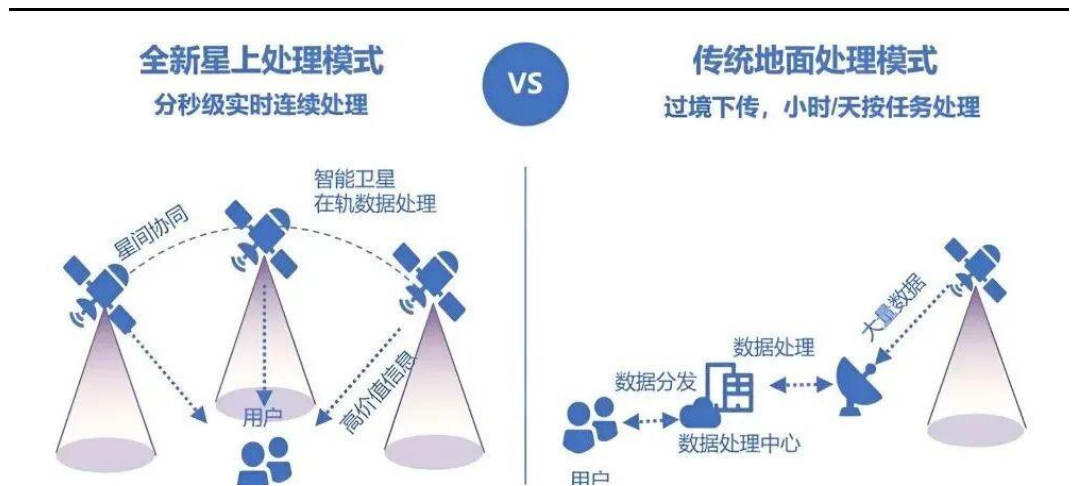 全新星上处理模式
分秒级实时连续处理
VS
传统地面处理模式
过境下传，小时/天按任务处理
智能卫星
在轨数据处理
星间协同
高价值信息
用户
大量数据
数据处理
数据分发
数据处理中心
用户